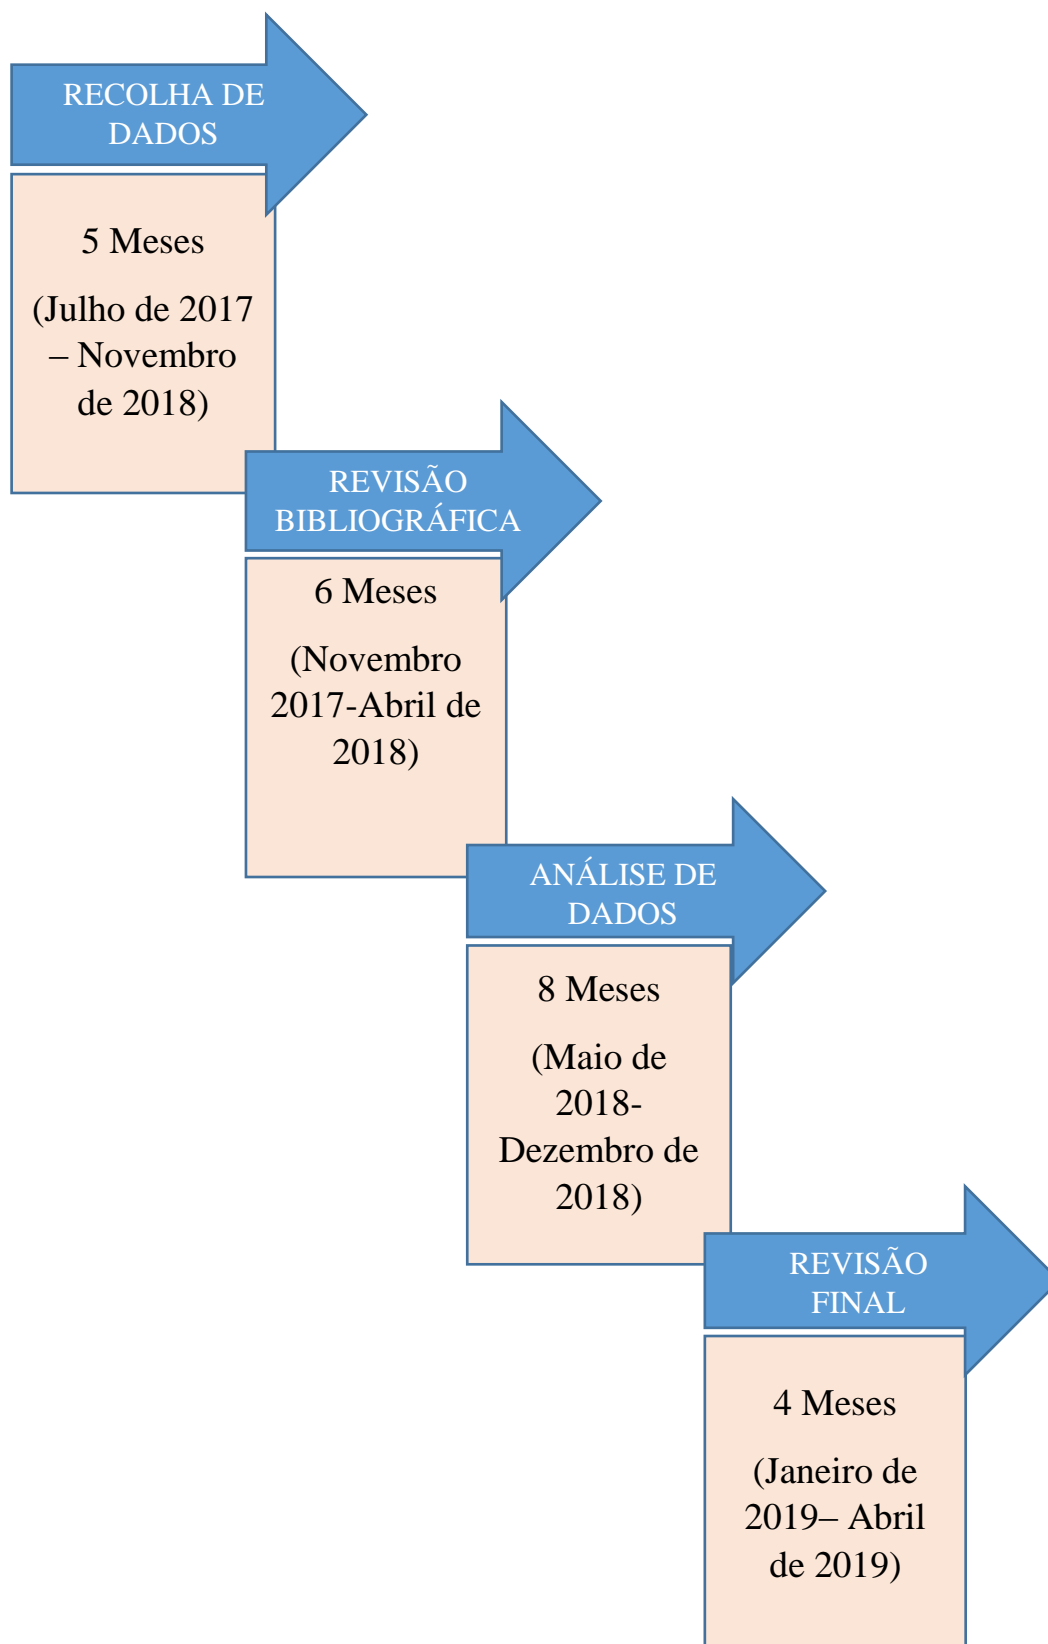 RECOLHA DE
DADOS
5 Meses
(Julho de 2017
– Novembro
de 2018)
REVISÃO
BIBLIOGRÁFICA
6 Meses
(Novembro
2017-Abril de
2018)
ANÁLISE DE
DADOS
8 Meses
(Maio de
2018-
Dezembro de
2018)
REVISÃO
FINAL
4 Meses
(Janeiro de
2019– Abril
de 2019)